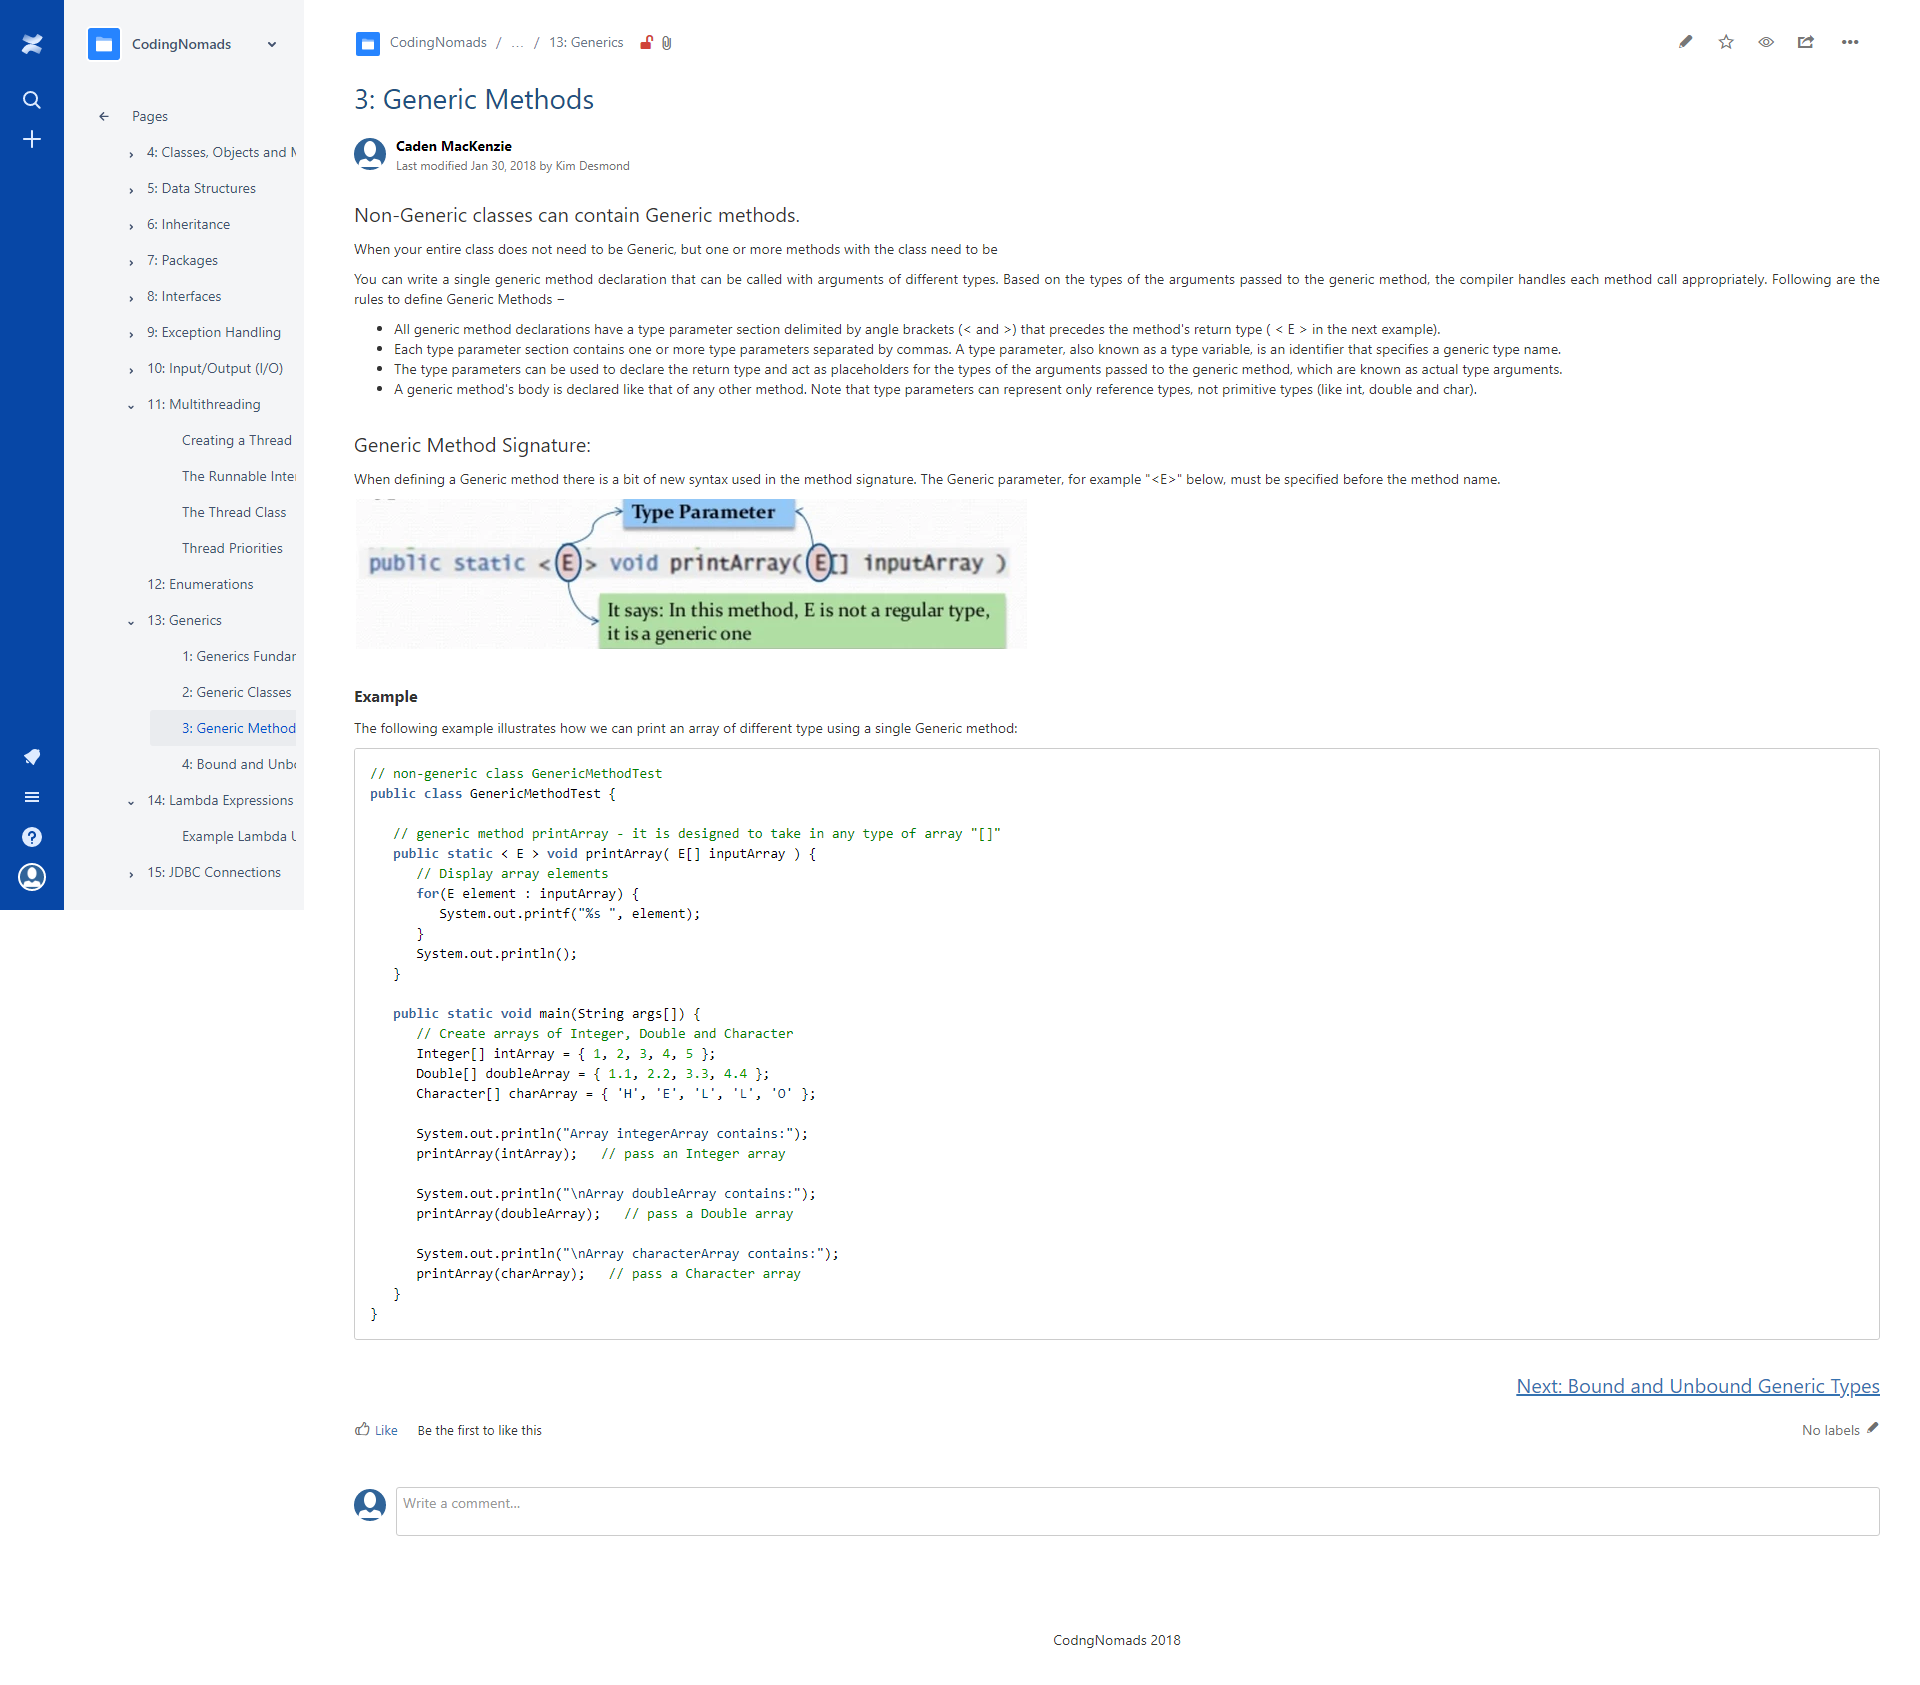 CodingNomads
Pages
4: Classes, Objects and
5: Data Structures
6: Inheritance
7: Packages
8: Interfaces
9: Exception Handling
10: Input/Output (I/O)
11: Multithreading
Creating a Thread
The Runnable Inte
The Thread Class
Thread Priorities
12: Enumerations
13: Generics
1: Generics Fundar
2: Generic Classes
3: Generic Method
4: Bound and Unb
14: Lambda Expressions
Example Lambda
15: JDBC Connections
CodingNomads / ... / 13: Generics
3: Generic Methods
Caden MacKenzie
Last modified Jan 30, 2018 by Kim Desmond
Non-Generic classes can contain Generic methods.
When your entire class does not need to be Generic, but one or more methods with the class need to be
You can write a single generic method declaration that can be called with arguments of different types. Based on the types of the arguments passed to the generic method, the compiler handles each method call appropriately. Following are the
rules to define Generic Methods –
• All generic method declarations have a type parameter section delimited by angle brackets (< and >) that precedes the method's return type ( < E > in the next example).
• Each type parameter section contains one or more type parameters separated by commas. A type parameter, also known as a type variable, is an identifier that specifies a generic type name.
• The type parameters can be used to declare the return type and act as placeholders for the types of the arguments passed to the generic method, which are known as actual type arguments.
• A generic method's body is declared like that of any other method. Note that type parameters can represent only reference types, not primitive types (like int, double and char).
Generic Method Signature:
When defining a Generic method there is a bit of new syntax used in the method signature. The Generic parameter, for example "<E>" below, must be specified before the method name.
Type Parameter
public static <E> void printArray( E[] inputArray )
It says: In this method, E is not a regular type,
it is a generic one
Example
The following example illustrates how we can print an array of different type using a single Generic method:
// non-generic class GenericMethodTest
public class GenericMethodTest {
// generic method printArray - it is designed to take in any type of array "[]"
public static < E > void printArray( E[] inputArray ) {
// Display array elements
for(E element : inputArray) {
System.out.printf("%s ", element);
}
System.out.println();
}
public static void main(String args[]) {
// Create arrays of Integer, Double and Character
Integer[] intArray = { 1, 2, 3, 4, 5 };
Double[] doubleArray = { 1.1, 2.2, 3.3, 4.4 };
Character[] charArray = { 'H', 'E', 'L', 'L', 'O' };
System.out.println("Array integerArray contains:");
printArray(intArray);   // pass an Integer array
System.out.println("\nArray doubleArray contains:");
printArray(doubleArray);   // pass a Double array
System.out.println("\nArray characterArray contains:");
printArray(charArray);   // pass a Character array
}
}
Next: Bound and Unbound Generic Types
Like Be the first to like this
No labels
Write a comment...
CodngNomads 2018